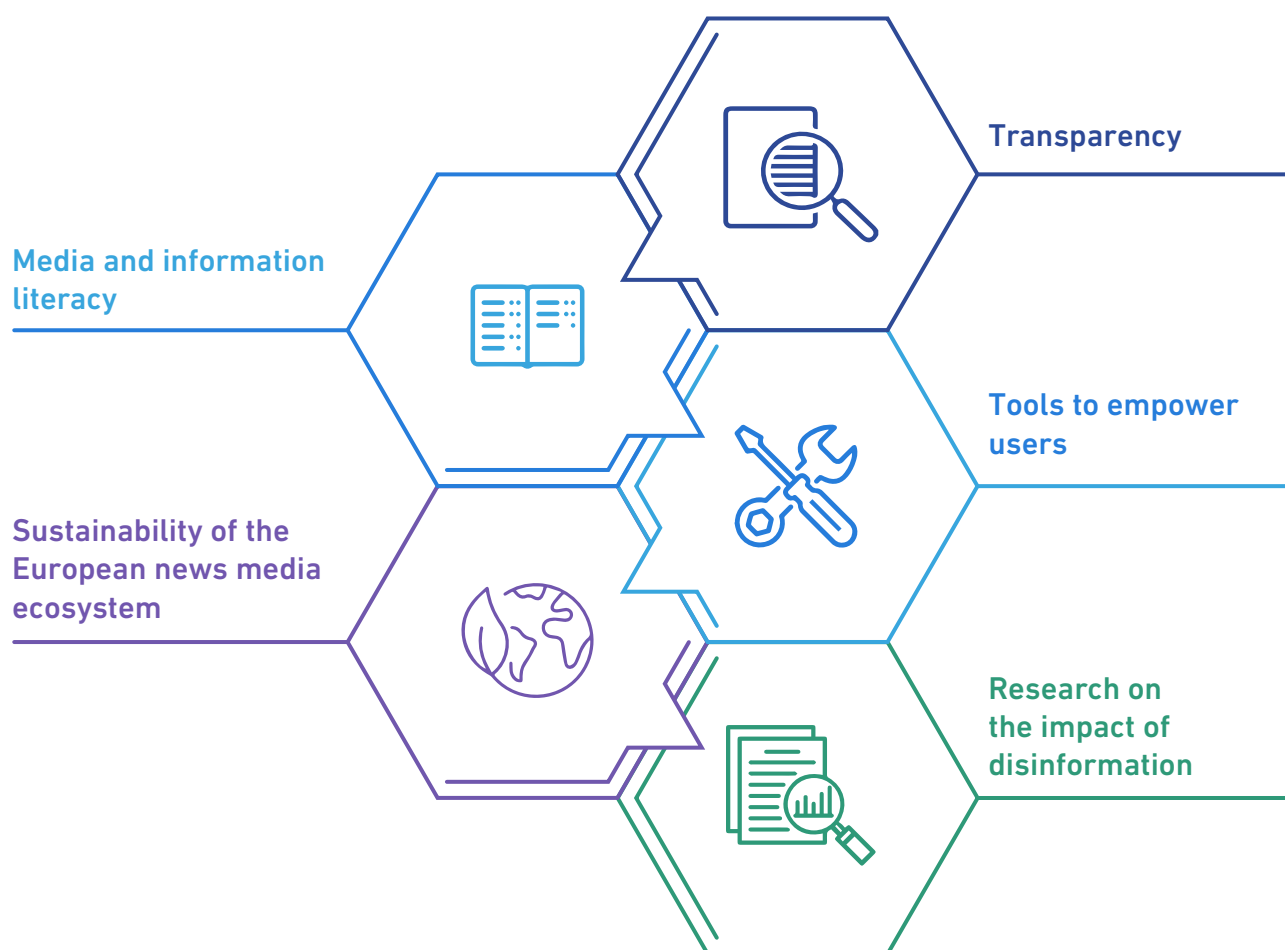 Transparency
Media and information
literacy
Tools to empower
users
Sustainability of the
European news media
ecosystem
Research on
the impact of
disinformation